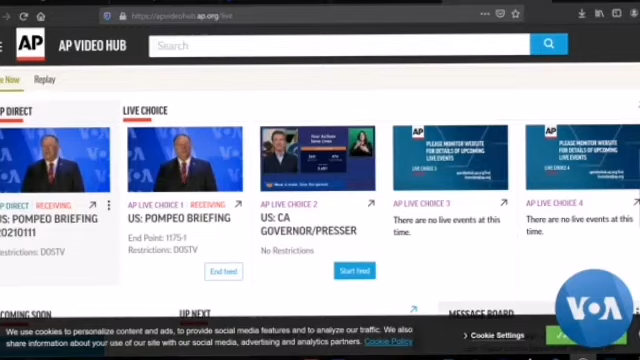 https://apvideohub.ap.org/live
AP
AP VIDEO HUB
Search
e Now
Replay
P DIRECT
LIVE CHOICE
AP
PLEASE MONITOR WEBSITE
FOR DETAILS OF UPCOMING
LIVE EVENTS
LIVE CHOICE 3
AP
PLEASE MONITOR WEBSITE
FOR DETAILS OF UPCOMING
LIVE EVENTS
LIVE CHOICE 4
P DIRECT RECEIVING
US: POMPEO BRIEFING
20210111
estrictions: DOSTV
AP LIVE CHOICE 1 RECEIVING
US: POMPEO BRIEFING
End Point: 1175-1
Restrictions: DOSTV
End feed
AP LIVE CHOICE 2
US: CA
GOVERNOR/PRESSER
No Restrictions
Start feed
AP LIVE CHOICE 3
There are no live events at this
time.
AP LIVE CHOICE 4
There are no live events at this
time.
COMING SOON
UP NEXT
MESSAGE BOARD
We use cookies to personalize content and ads, to provide social media features and to analyze our traffic. We also
share information about your use of our site with our social media, advertising and analytics partners. Cookie Policy
Cookie Settings
VOA